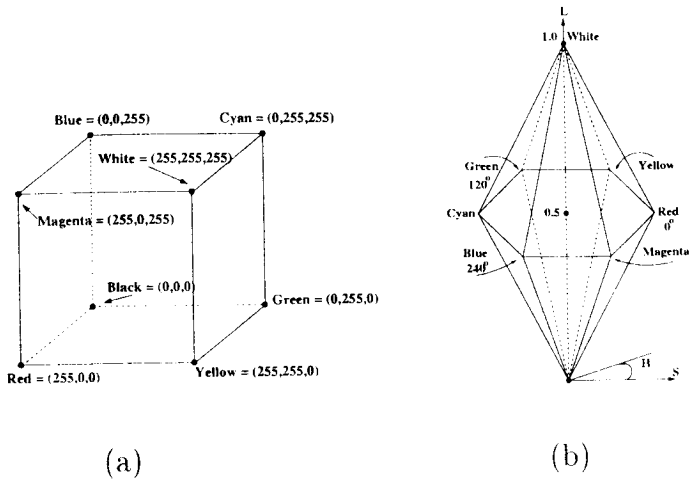 Blue = (0,0,255)
Cyan = (0,255,255)
White = (255,255,255)
Magenta = (255,0,255)
Black = (0,0,0)
Green = (0,255,0)
Red = (255,0,0)
Yellow = (255,255,0)
(a)
L
1.0 White
Green
120°
Yellow
Cyan
0.5
Red
0°
Blue
240°
Magenta
H
S
(b)